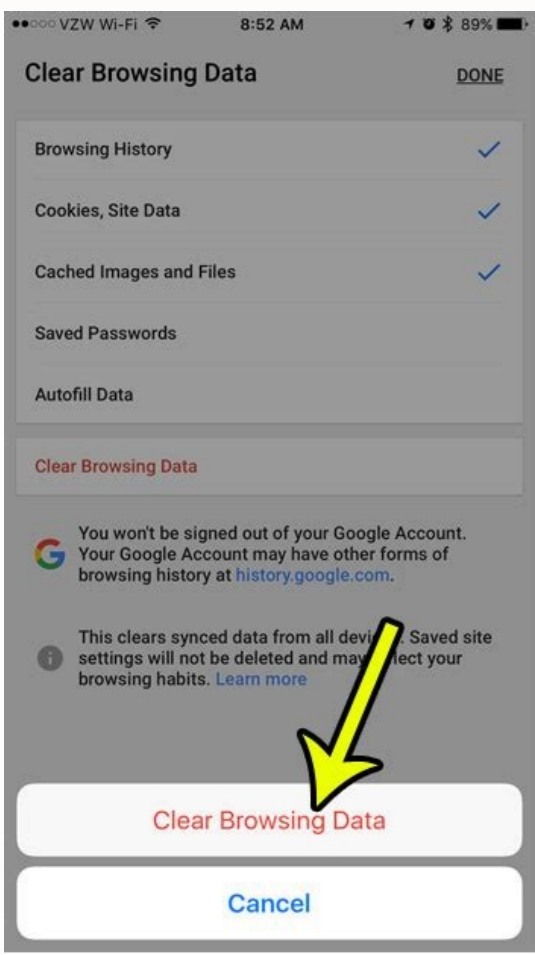 VZW Wi-Fi 8:52 AM 89%
Clear Browsing Data DONE
Browsing History
Cookies, Site Data
Cached Images and Files
Saved Passwords
Autofill Data
Clear Browsing Data
You won't be signed out of your Google Account.
Your Google Account may have other forms of
browsing history at history.google.com.
This clears synced data from all Saved site
settings will not be deleted and may your
browsing habits. Learn more
Clear Browsing Data
Cancel